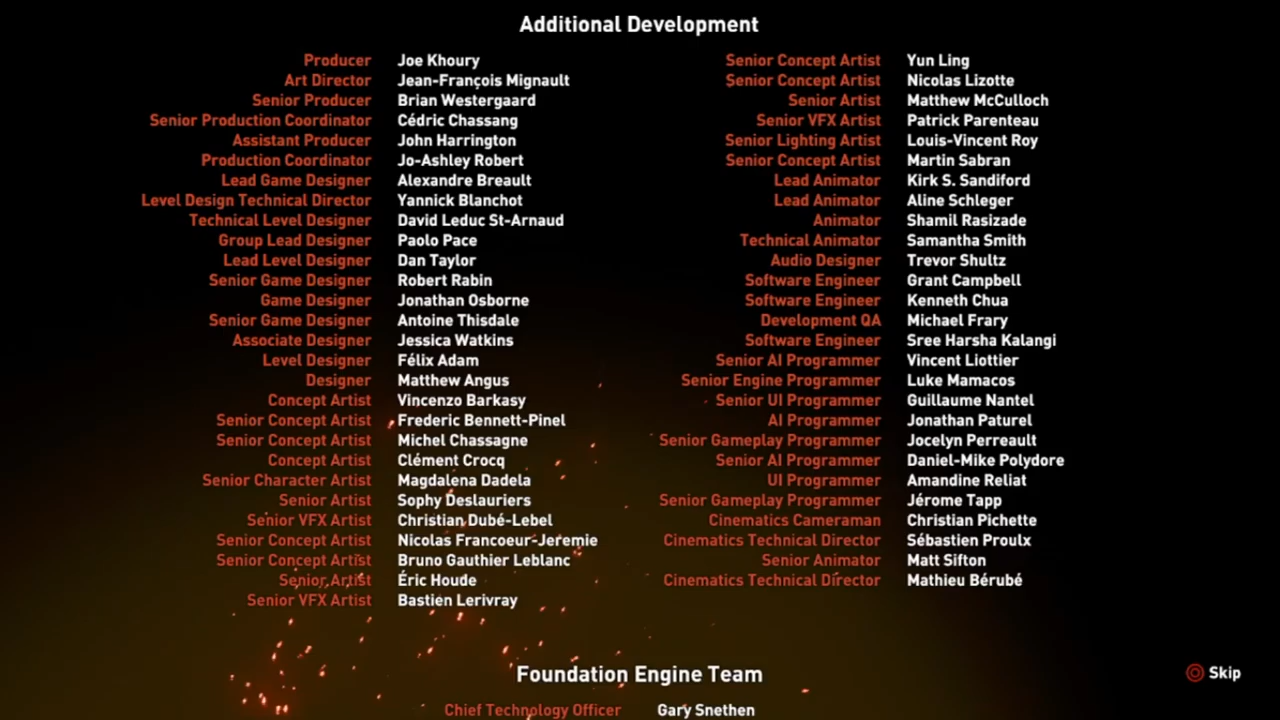 Additional Development
Producer Joe Khoury
Art Director Jean-François Mignault
Senior Producer Brian Westergaard
Senior Production Coordinator Cédric Chassang
Assistant Producer John Harrington
Production Coordinator Jo-Ashley Robert
Lead Game Designer Alexandre Breault
Level Design Technical Director Yannick Blanchot
Technical Level Designer David Leduc St-Arnaud
Group Lead Designer Paolo Pace
Lead Level Designer Dan Taylor
Senior Game Designer Robert Rabin
Game Designer Jonathan Osborne
Senior Game Designer Antoine Thisdale
Associate Designer Jessica Watkins
Level Designer Félix Adam
Designer Matthew Angus
Concept Artist Vincenzo Barkasy
Senior Concept Artist Frederic Bennett-Pinel
Senior Concept Artist Michel Chassagne
Concept Artist Clément Crocq
Senior Character Artist Magdalena Dadela
Senior Artist Sophy Deslauriers
Senior VFX Artist Christian Dubé-Lebel
Senior Concept Artist Nicolas Francoeur-Jeremie
Senior Concept Artist Bruno Gauthier Leblanc
Senior Artist Éric Houde
Senior VFX Artist Bastien Lerivray
Senior Concept Artist Yun Ling
Senior Concept Artist Nicolas Lizotte
Senior Artist Matthew McCulloch
Senior VFX Artist Patrick Parenteau
Senior Lighting Artist Louis-Vincent Roy
Senior Concept Artist Martin Sabran
Lead Animator Kirk S. Sandiford
Lead Animator Aline Schleger
Animator Shamil Rasizade
Technical Animator Samantha Smith
Audio Designer Trevor Shultz
Software Engineer Grant Campbell
Software Engineer Kenneth Chua
Development QA Michael Frary
Software Engineer Sree Harsha Kalangi
Senior AI Programmer Vincent Liottier
Senior Engine Programmer Luke Mamacos
Senior UI Programmer Guillaume Nantel
AI Programmer Jonathan Paturel
Senior Gameplay Programmer Jocelyn Perreault
Senior AI Programmer Daniel-Mike Polydore
UI Programmer Amandine Reliat
Senior Gameplay Programmer Jérome Tapp
Cinematics Cameraman Christian Pichette
Cinematics Technical Director Sébastien Proulx
Senior Animator Matt Sifton
Cinematics Technical Director Mathieu Bérubé
Foundation Engine Team
Skip
Chief Technology Officer Gary Snethen